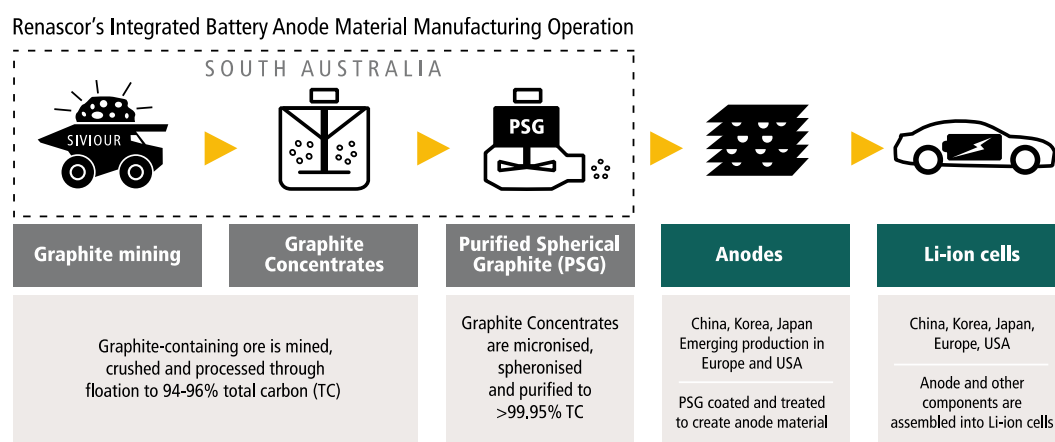 Renascor's Integrated Battery Anode Material Manufacturing Operation
SOUTH AUSTRALIA
SIVIOUR
PSG
Graphite mining
Graphite
Concentrates
Purified Spherical
Graphite (PSG)
Anodes
Li-ion cells
Graphite-containing ore is mined,
crushed and processed through
floation to 94-96% total carbon (TC)
Graphite Concentrates
are micronised,
spheronised
and purified to
>99.95% TC
China, Korea, Japan
Emerging production in
Europe and USA
PSG coated and treated
to create anode material
China, Korea, Japan,
Europe, USA
Anode and other
components are
assembled into Li-ion cells